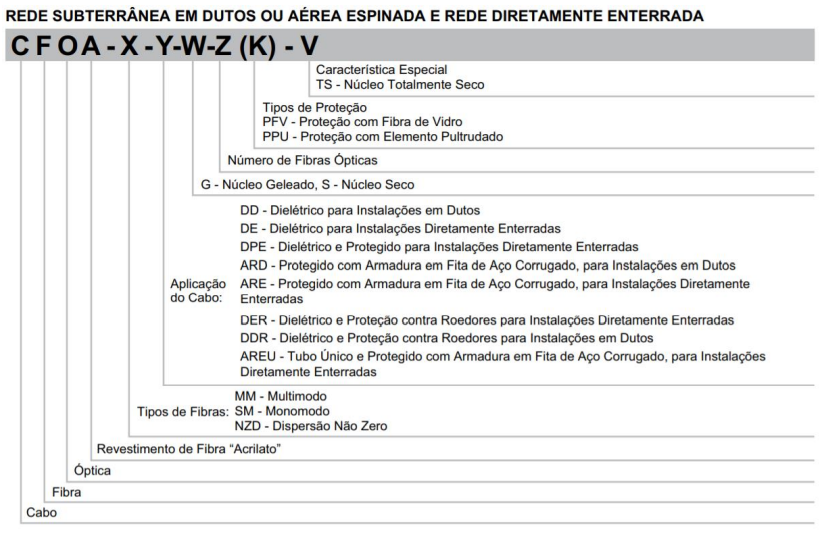 REDE SUBTERRÂNEA EM DUTOS OU AÉREA ESPINADA E REDE DIRETAMENTE ENTERRADA
C F O A - X - Y-W-Z (K) - V
Característica Especial
TS - Núcleo Totalmente Seco
Tipos de Proteção
PFV - Proteção com Fibra de Vidro
PPU - Proteção com Elemento Pultrudado
Número de Fibras Ópticas
G - Núcleo Geleado, S - Núcleo Seco
Aplicação
do Cabo:
DD - Dielétrico para Instalações em Dutos
DE - Dielétrico para Instalações Diretamente Enterradas
DPE - Dielétrico e Protegido para Instalações Diretamente Enterradas
ARD - Protegido com Armadura em Fita de Aço Corrugado, para Instalações em Dutos
ARE - Protegido com Armadura em Fita de Aço Corrugado, para Instalações Diretamente
Enterradas
DER - Dielétrico e Proteção contra Roedores para Instalações Diretamente Enterradas
DDR - Dielétrico e Proteção contra Roedores para Instalações em Dutos
AREU - Tubo Único e Protegido com Armadura em Fita de Aço Corrugado, para Instalações
Diretamente Enterradas
Tipos de Fibras:
MM - Multimodo
SM - Monomodo
NZD - Dispersão Não Zero
Revestimento de Fibra “Acrilato”
Óptica
Fibra
Cabo